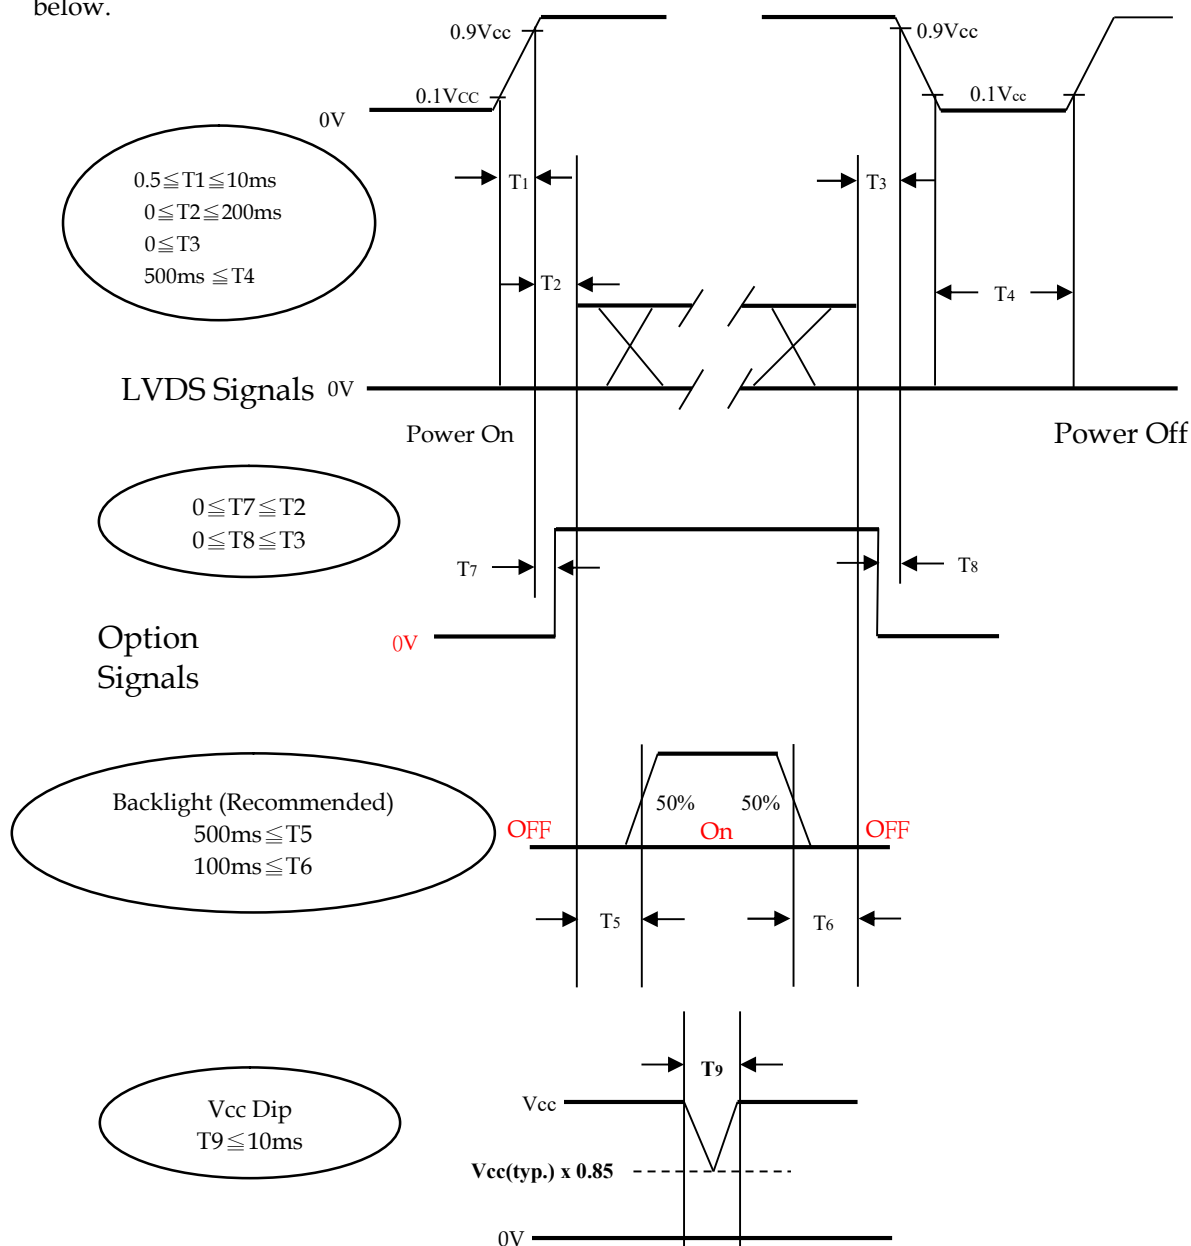 below.
0.9Vcc
0.9Vcc
0.1VCC
0.1Vcc
0V
0.5≦T1≦10ms
0≦T2≦200ms
0≦T3
500ms ≦T4
T1
T3
T2
T4
LVDS Signals 0V
Power On
Power Off
0≦T7≦T2
0≦T8≦T3
T7
T8
Option
Signals
0V
Backlight (Recommended)
500ms≦T5
100ms≦T6
50%
50%
OFF
On
OFF
T5
T6
T9
Vcc Dip
T9≦10ms
Vcc
Vcc(typ.) x 0.85
0V